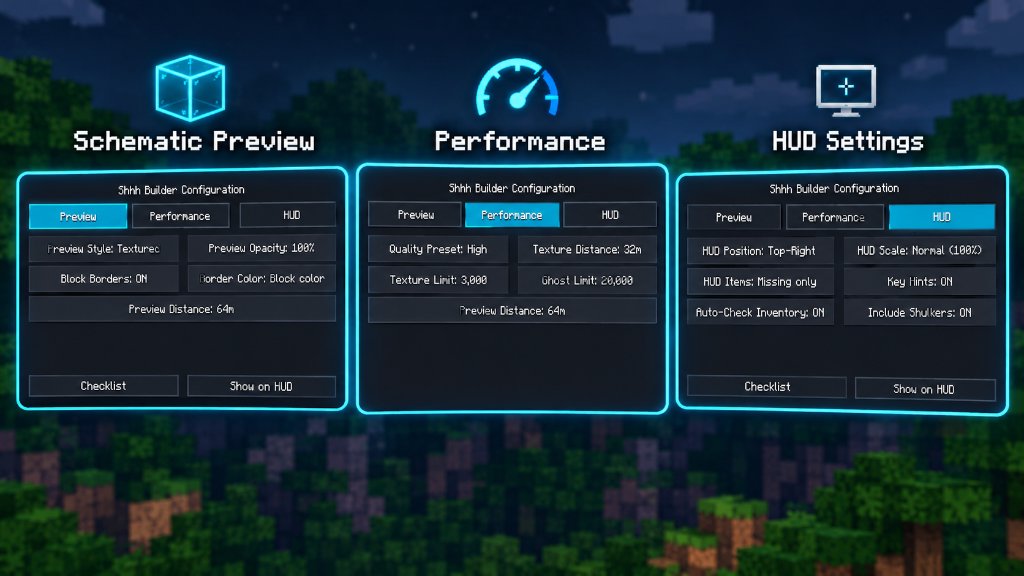 Schematic Preview
Shhh Builder Configuration
Preview
Performance
HUD
Preview Style: Textured
Preview Opacity: 100%
Block Borders: ON
Border Color: Block color
Preview Distance: 64m
Checklist
Show on HUD
Performance
Shhh Builder Configuration
Preview
Performance
HUD
Quality Preset: High
Texture Distance: 32m
Texture Limit: 3,000
Ghost Limit: 20,000
Preview Distance: 64m
HUD Settings
Shhh Builder Configuration
Preview
Performance
HUD
HUD Position: Top-Right
HUD Scale: Normal (100%)
HUD Items: Missing only
Key Hints: ON
Auto-Check Inventory: ON
Include Shulkers: ON
Checklist
Show on HUD